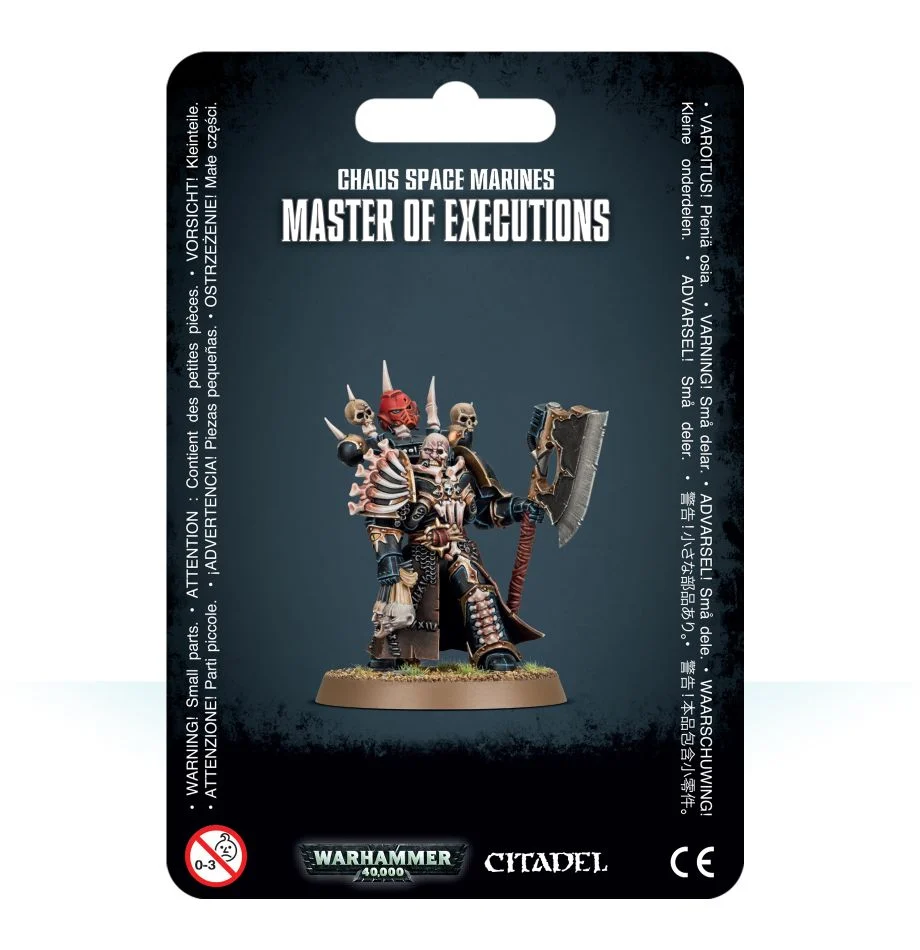 CHAOS SPACE MARINES
MASTER OF EXECUTIONS
• WARNING! Small parts. • ATTENTION : Contient des petites pièces. • VORSICHT! Kleinteile.
• ATTENZIONE! Parti piccole. • ¡ADVERTENCIA! Piezas pequeñas. • OSTRZEŻENIE! Małe części.
• VAROITUS! Pieniä osia. • VARNING! Små delar. • ADVARSEL! Små dele. • WAARSCHUWING!
Kleine onderdelen. • ADVARSEL! Små deler. • 警告！小さな部品あり。• 警告！本品包含小零件。
0-3
WARHAMMER
40,000
CITADEL
CE